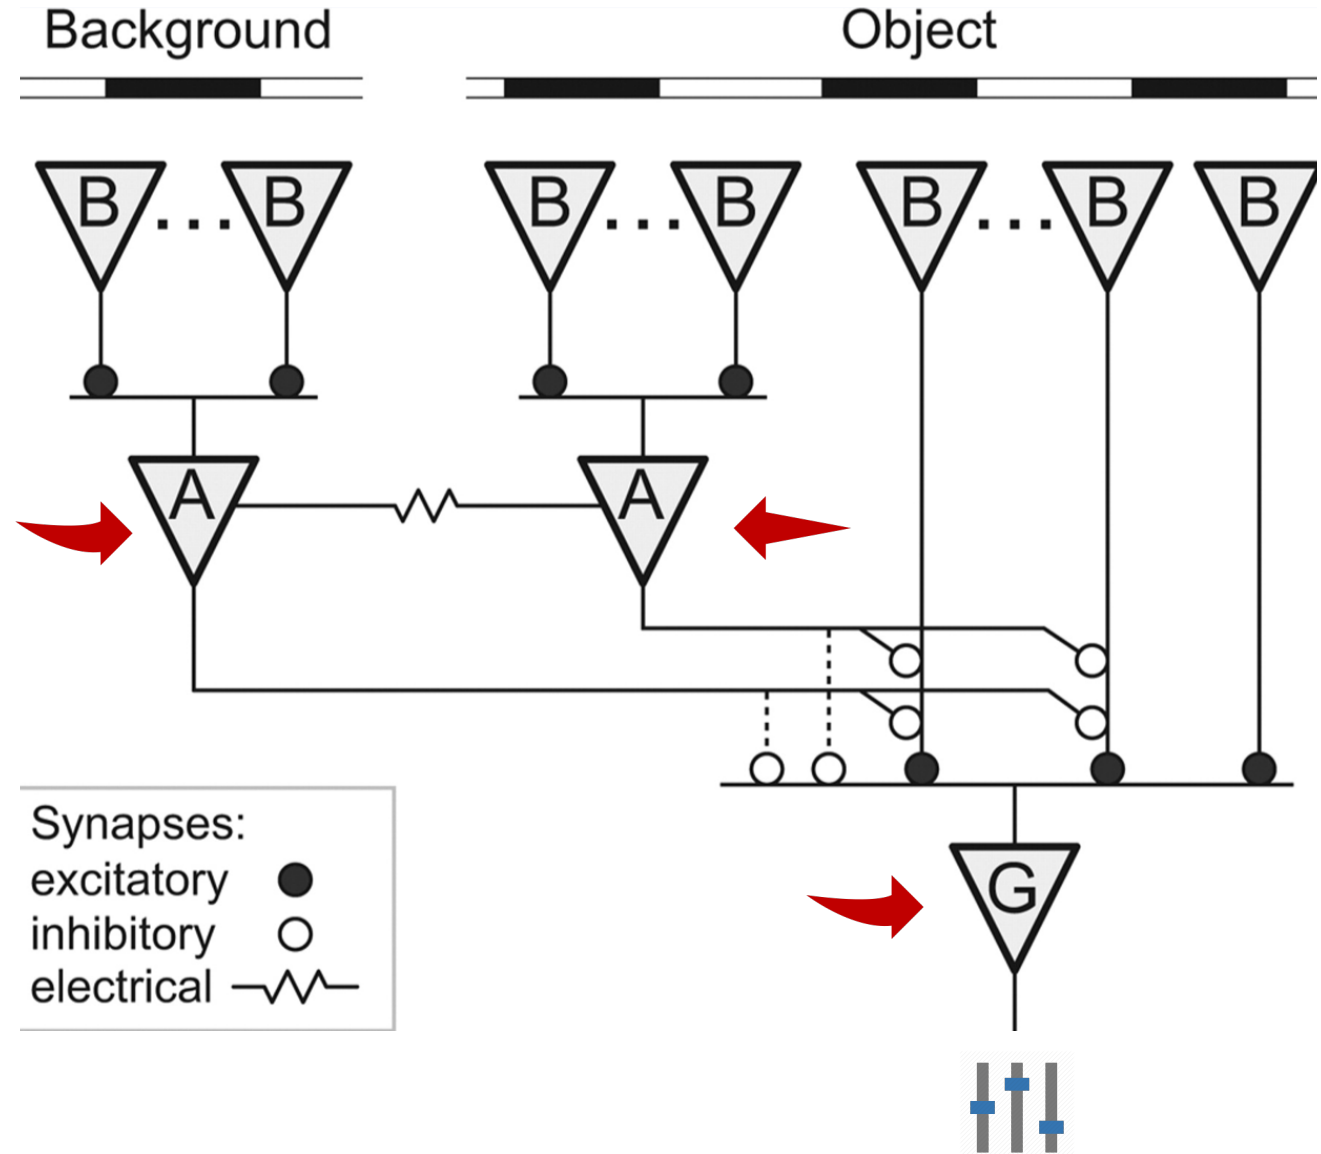 Background Object
B ... B B ... B B ... B B
A A
G
Synapses:
excitatory
inhibitory
electrical